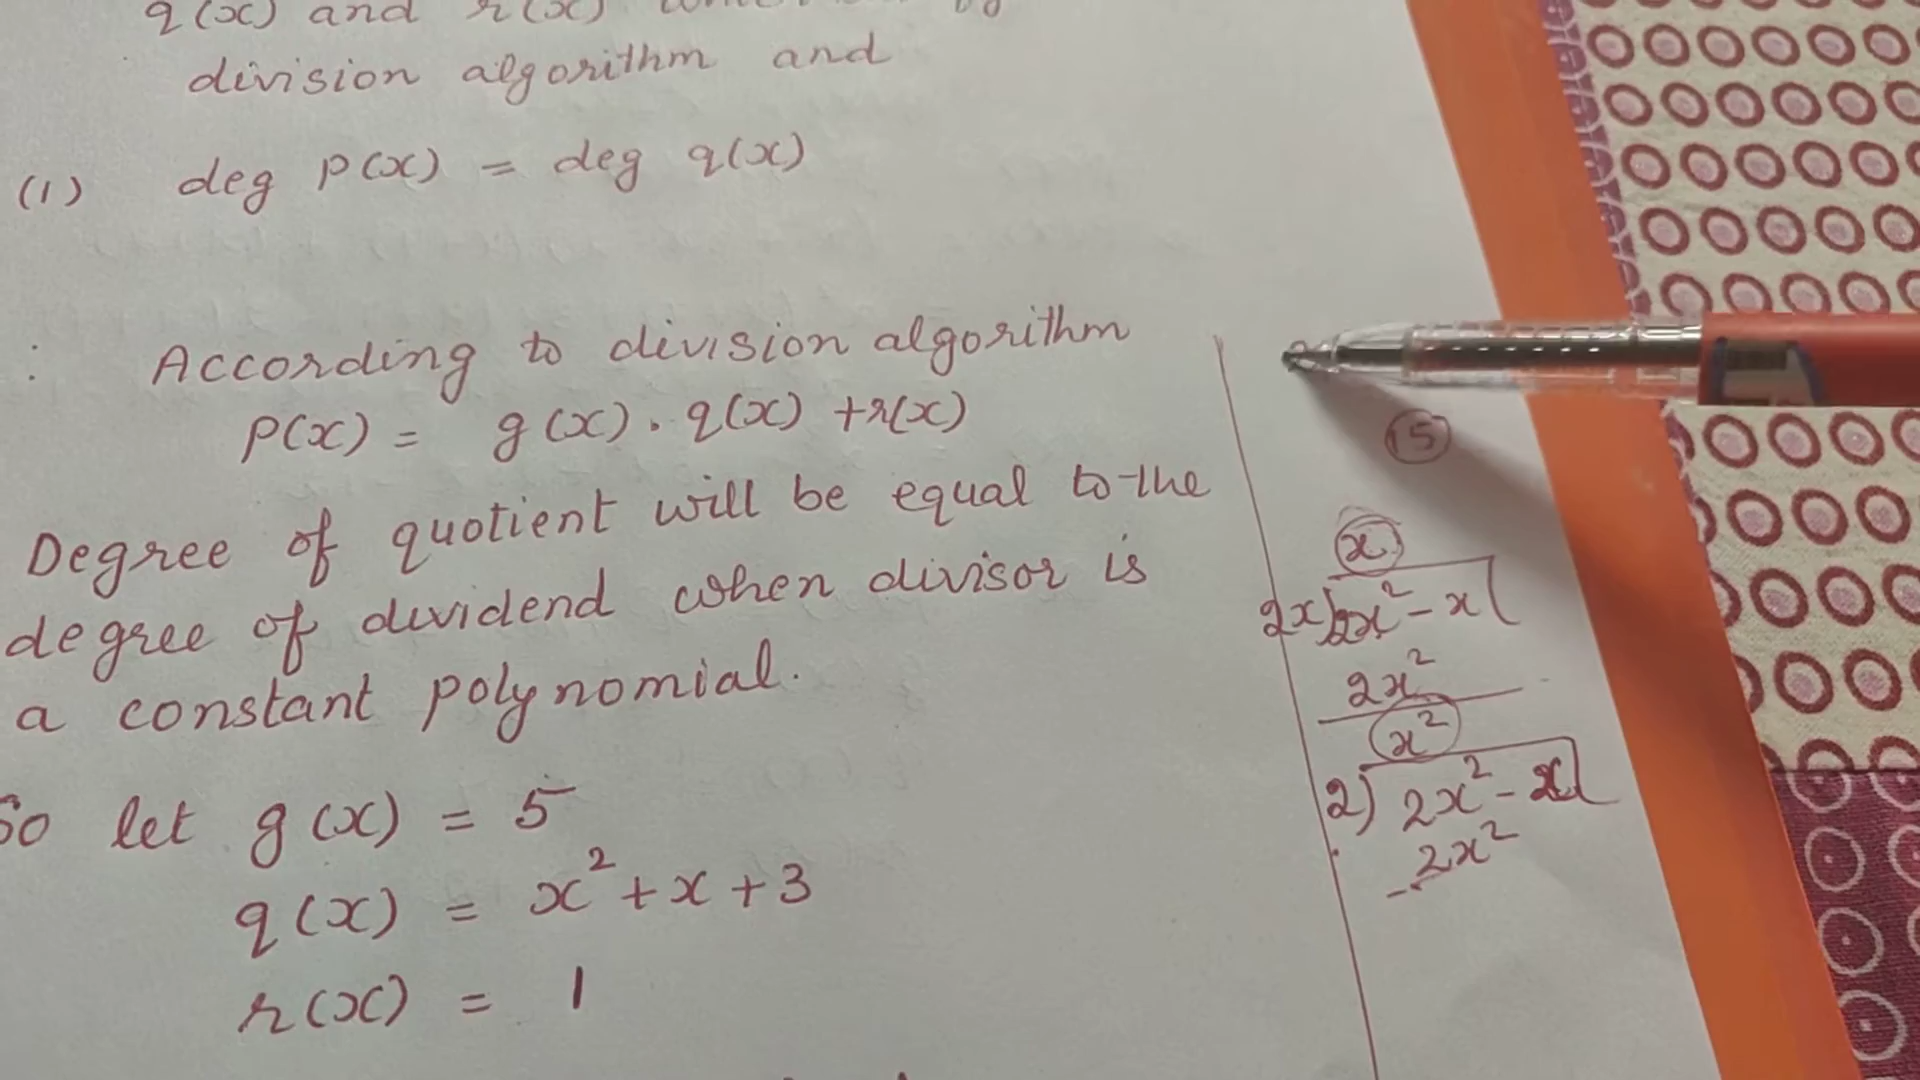 q(x) and r(x)
division algorithm and
(1) deg p(x) = deg q(x)
: According to division algorithm
p(x) = g(x) . q(x) + r(x)
Degree of quotient will be equal to the
degree of dividend when divisor is
a constant polynomial.
So let g(x) = 5
q(x) = x² + x + 3
r(x) = 1
5
x
2x) 2x² - x
2x²
x²
2) 2x² - x
- 2x²